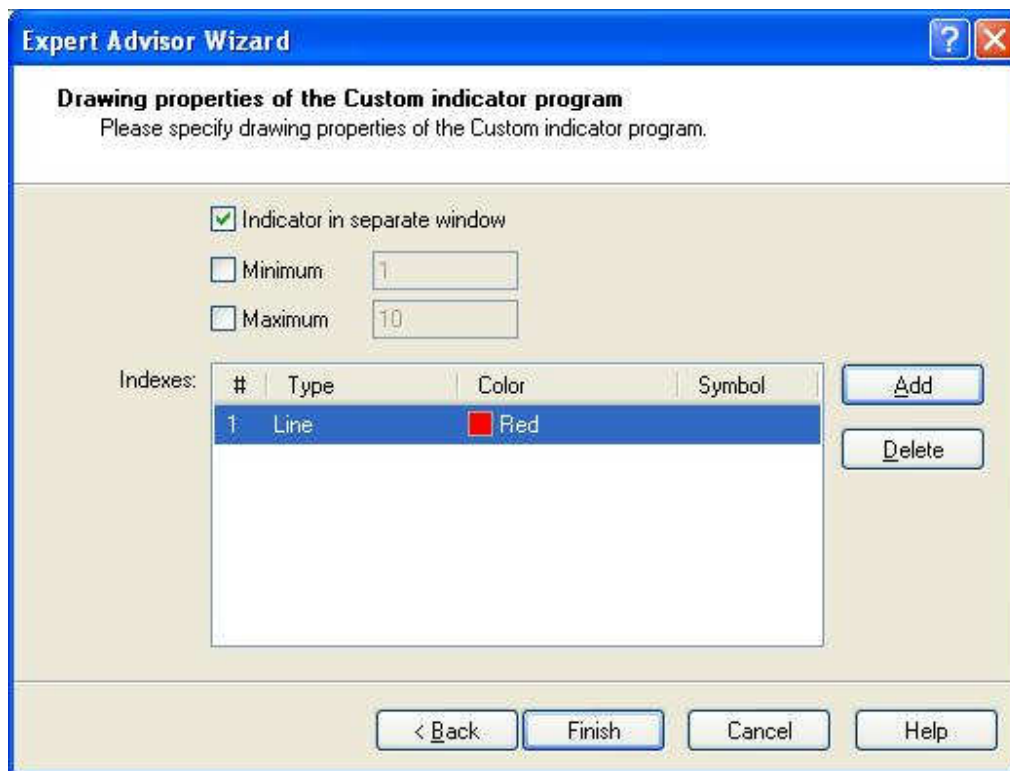 Expert Advisor Wizard
Drawing properties of the Custom indicator program
Please specify drawing properties of the Custom indicator program.
Indicator in separate window
Minimum 1
Maximum 10
Indexes: # Type Color Symbol Add
1 Line Red
Delete
< Back Finish Cancel Help